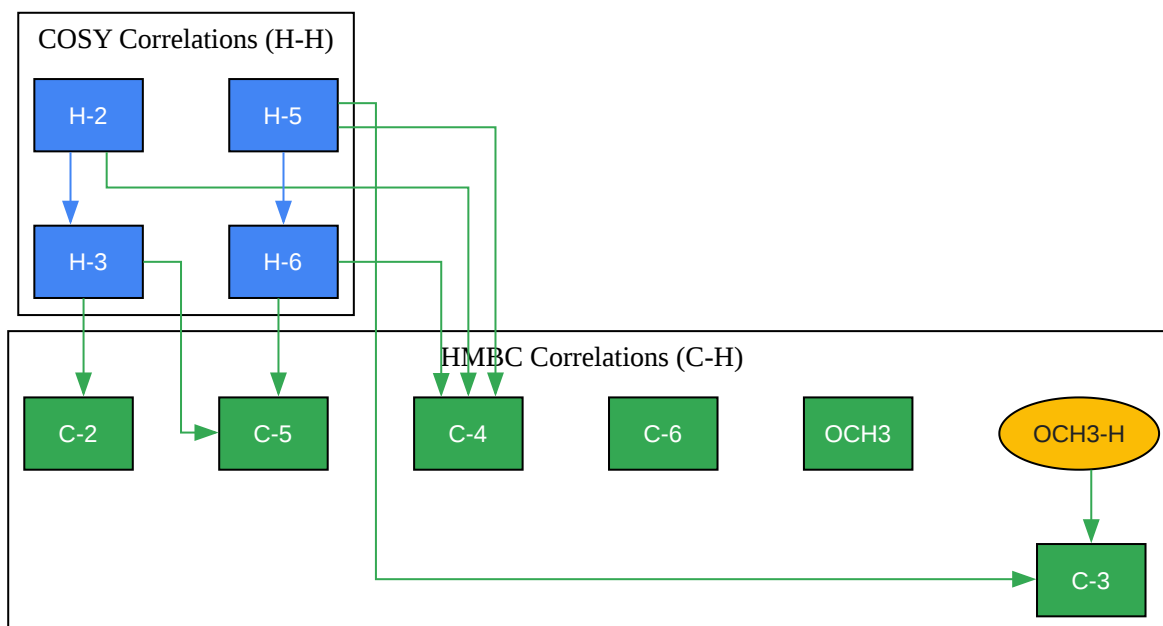 COSY Correlations (H-H)
H-2
H-5
H-3
H-6
HMBC Correlations (C-H)
C-2
C-5
C-4
C-6
OCH3
OCH3-H
C-3